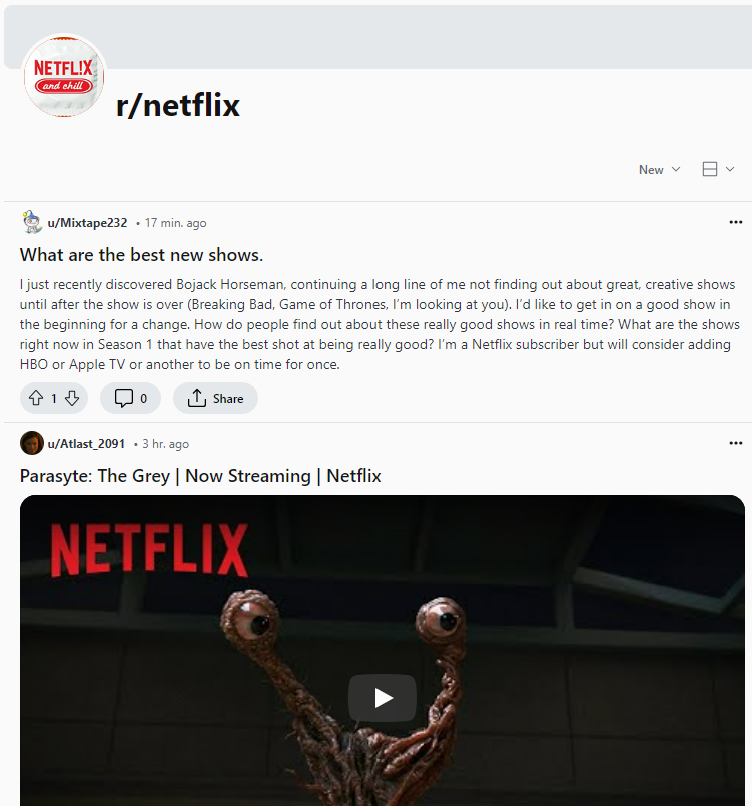 NETFL!X
and chill
r/netflix
New
u/Mixtape232 • 17 min. ago
What are the best new shows.
I just recently discovered Bojack Horseman, continuing a long line of me not finding out about great, creative shows
until after the show is over (Breaking Bad, Game of Thrones, I’m looking at you). I’d like to get in on a good show in
the beginning for a change. How do people find out about these really good shows in real time? What are the shows
right now in Season 1 that have the best shot at being really good? I’m a Netflix subscriber but will consider adding
HBO or Apple TV or another to be on time for once.
1 0 Share
u/Atlast_2091 • 3 hr. ago
Parasyte: The Grey | Now Streaming | Netflix
NETFLIX